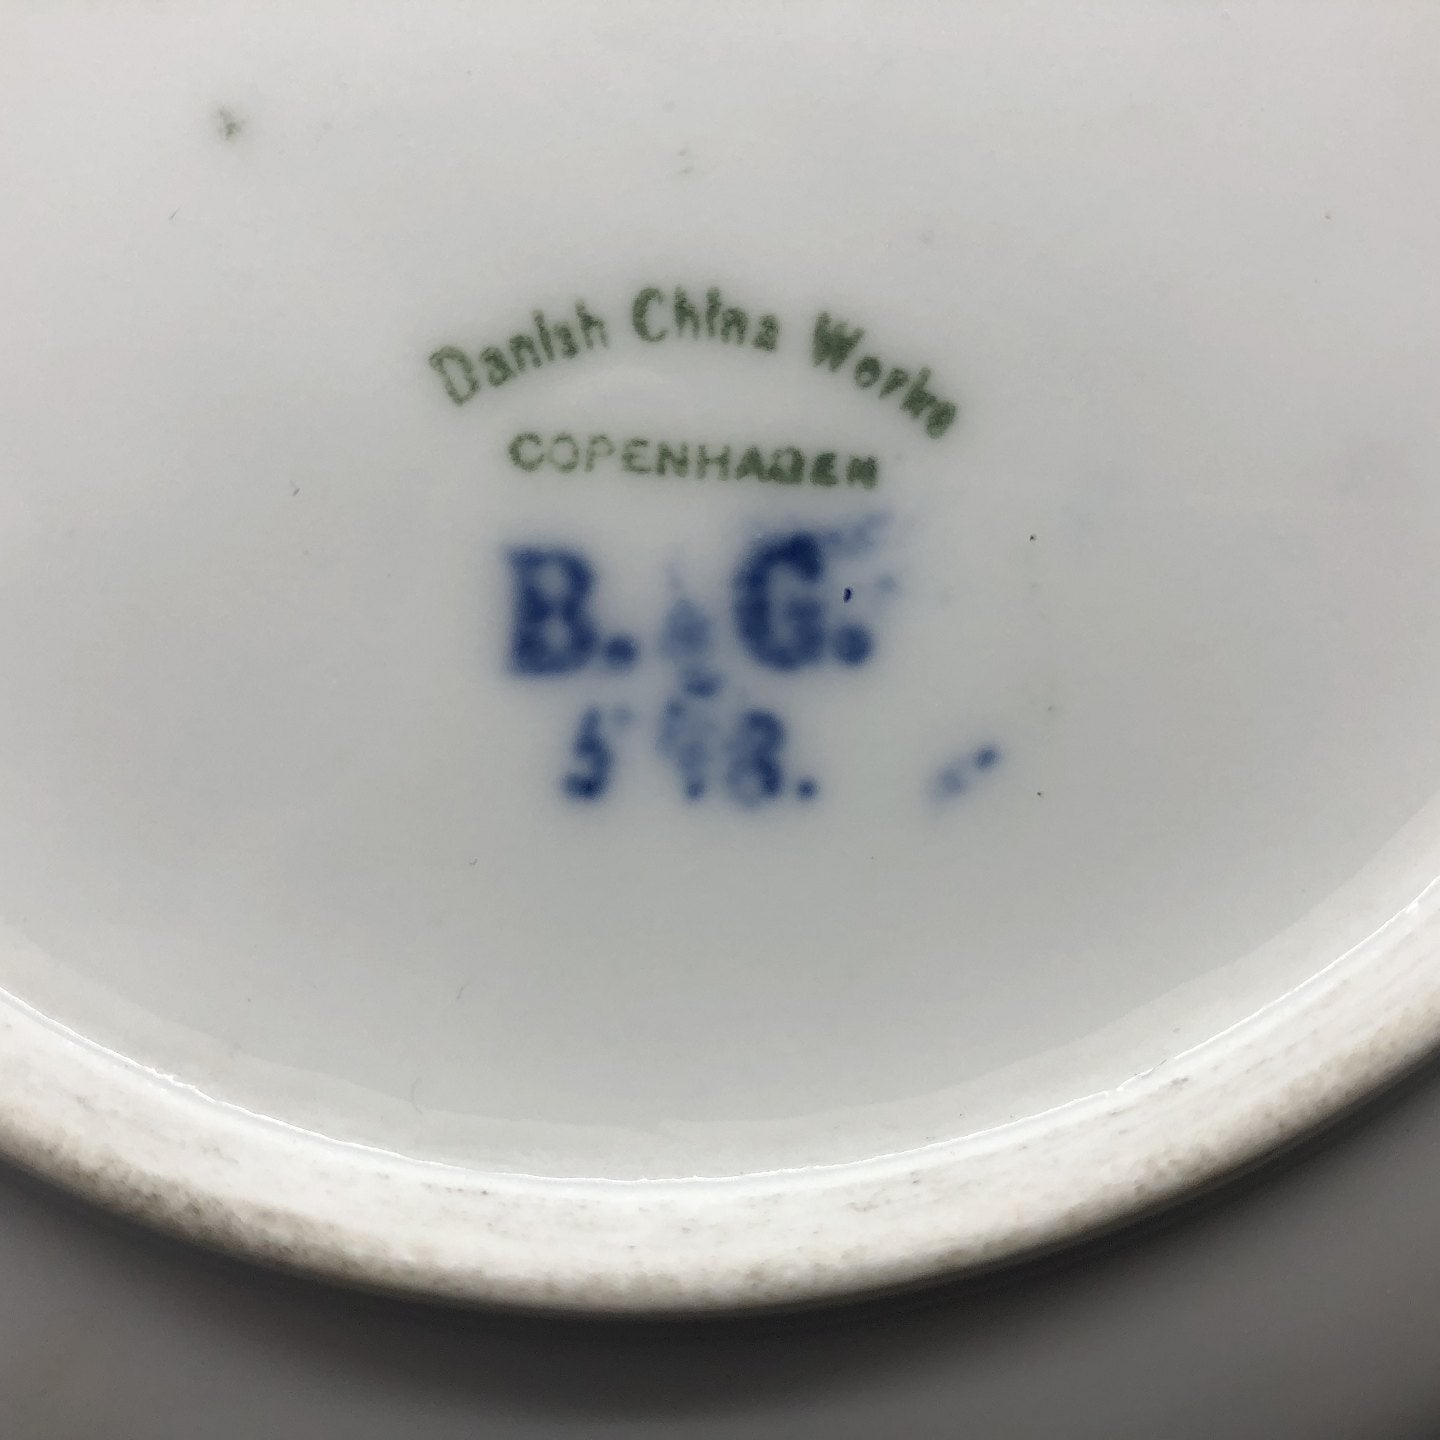 Danish China Works
COPENHAGEN
B. G.